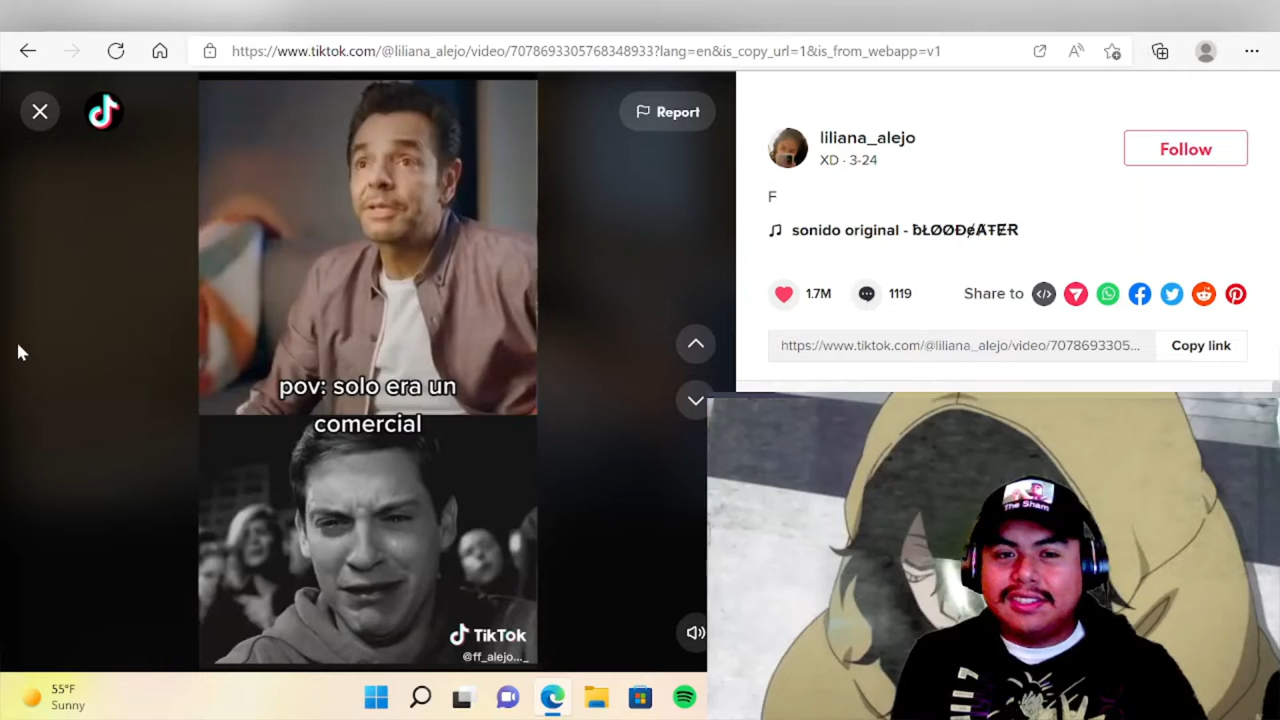 https://www.tiktok.com/@liliana_alejo/video/7078693305768348933?lang=en&is_copy_url=1&is_from_webapp=v1
Report
pov: solo era un
comercial
TikTok
@ff_alejo..._
liliana_alejo
XD · 3-24
Follow
F
sonido original - ƀŁØØĐɇȺŦɆɌ
1.7M
1119
Share to
https://www.tiktok.com/@liliana_alejo/video/7078693305...
Copy link
The Sham
55°F
Sunny